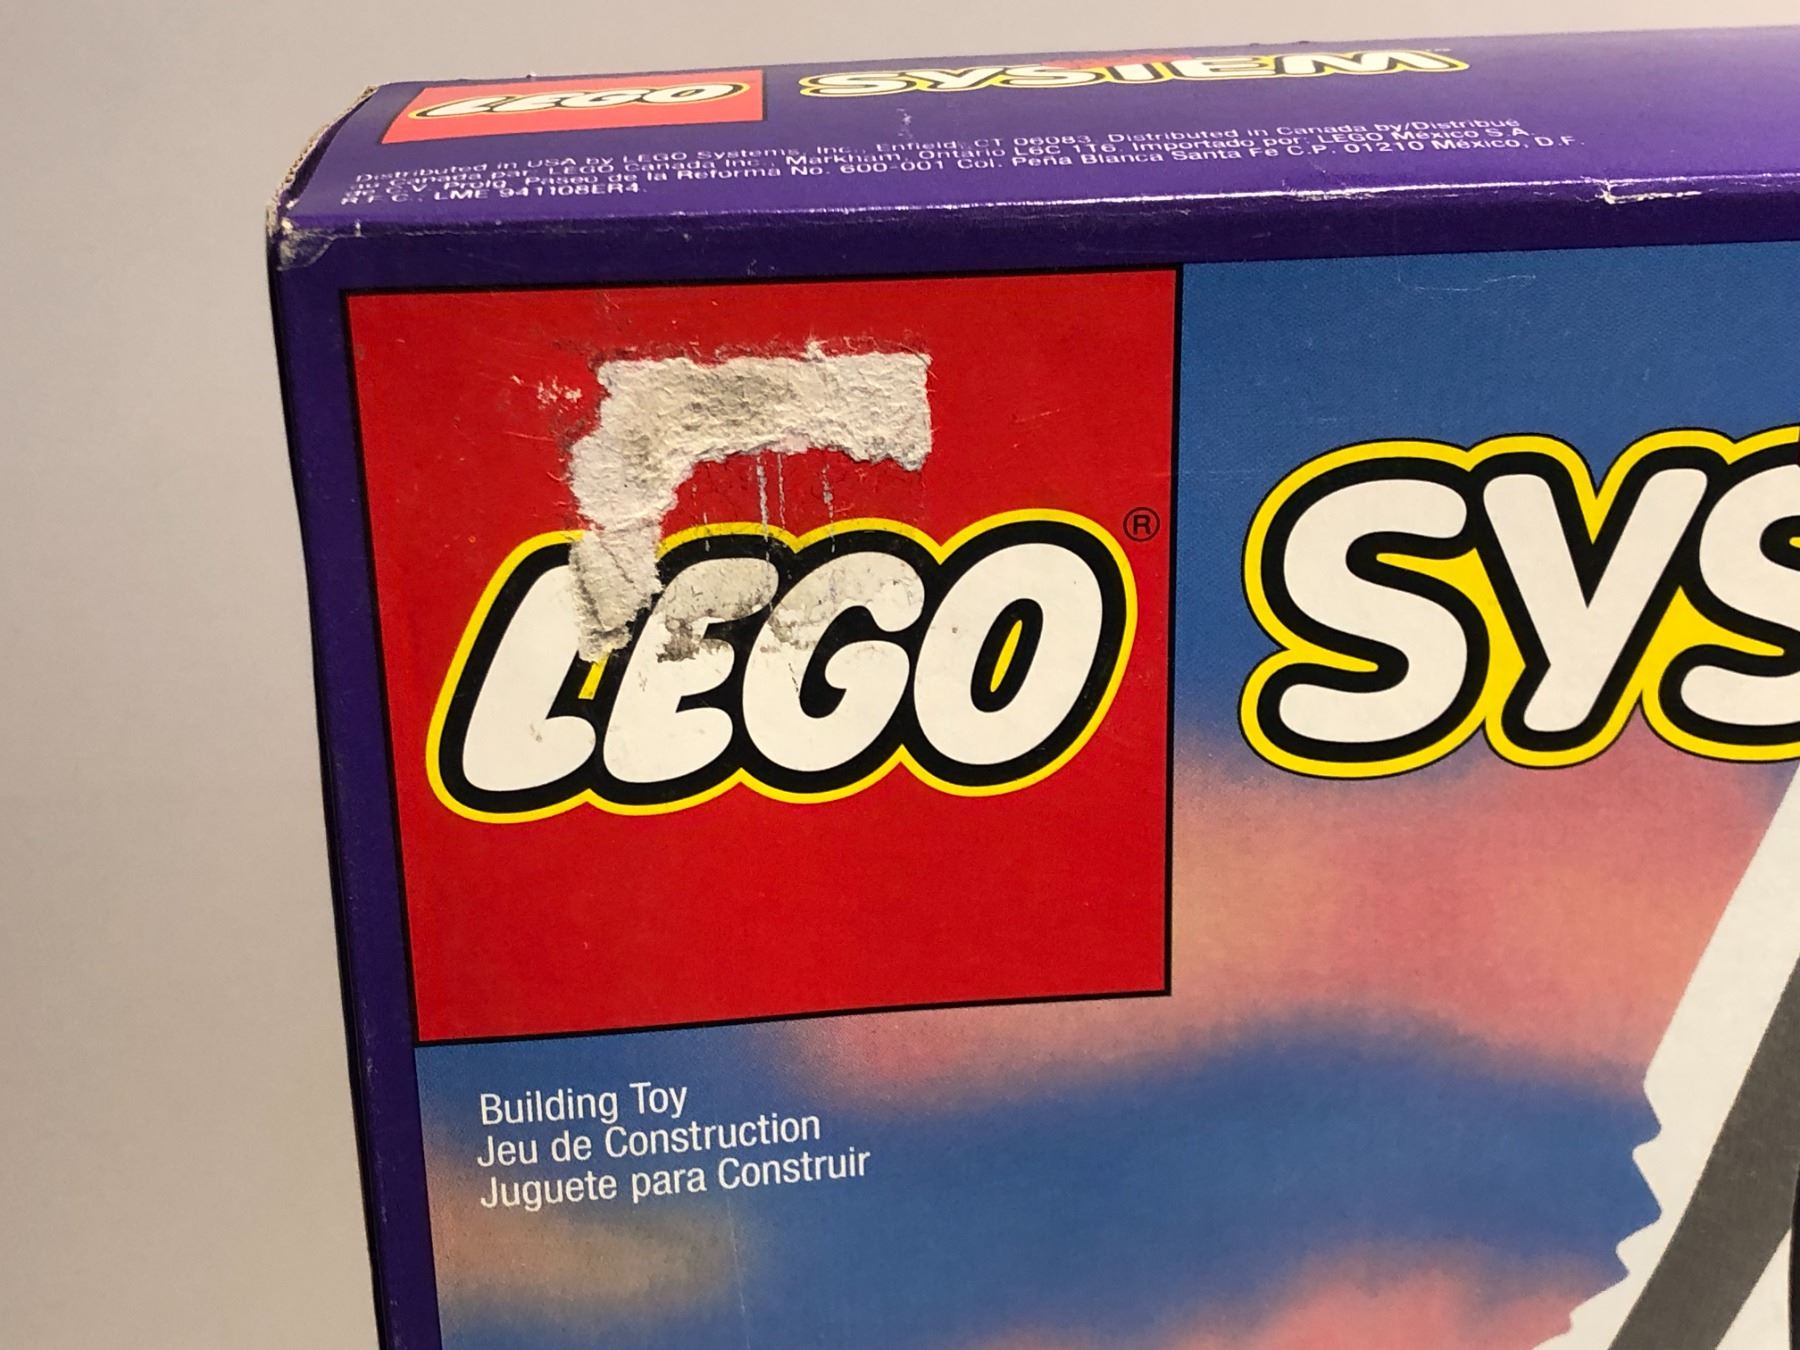 LEGO SYSTEM
Distributed in USA by LEGO Systems, Inc., Enfield, CT 06083. Distributed in Canada by/Distribué
au Canada par: LEGO Canada Inc., Markham, Ontario L6C 1T6. Importado por: LEGO Mexico S.A.
de C.V. Prolg. Paseo de la Reforma No. 600-001 Col. Peña Blanca Santa Fe C.P. 01210 México, D.F.
R.F.C.: LME 941108ER4.
LEGO® SYS
Building Toy
Jeu de Construction
Juguete para Construir